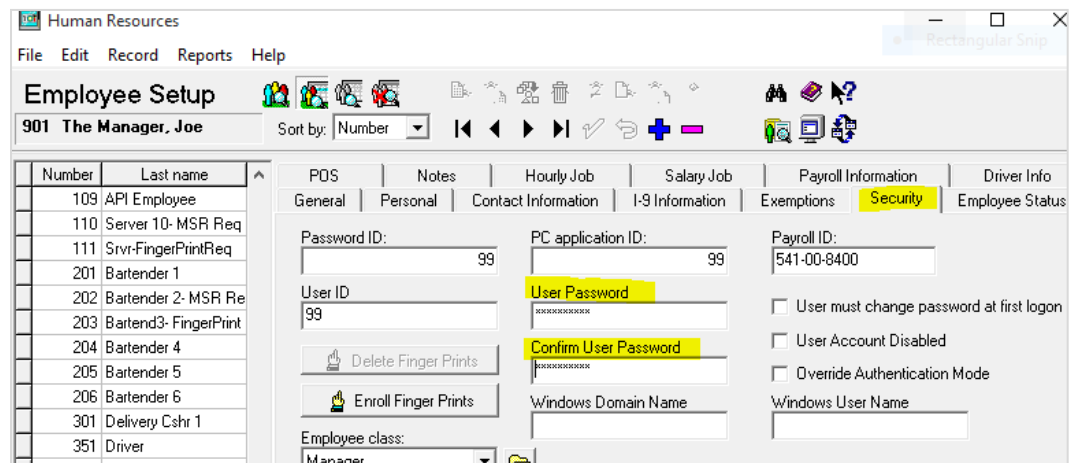 Human Resources
Rectangular Snip
File Edit Record Reports Help
Employee Setup
901 The Manager, Joe
Sort by: Number
Number Last name
109 API Employee
110 Server 10- MSR Req
111 Srvr-FingerPrintReq
201 Bartender 1
202 Bartender 2- MSR Re
203 Bartend3- FingerPrint
204 Bartender 4
205 Bartender 5
206 Bartender 6
301 Delivery Cshr 1
351 Driver
POS Notes Hourly Job Salary Job Payroll Information Driver Info
General Personal Contact Information I-9 Information Exemptions Security Employee Status
Password ID: PC application ID: Payroll ID:
99 99 541-00-8400
User ID User Password
99 ××××××××××
User must change password at first logon
Confirm User Password User Account Disabled
Delete Finger Prints ×××××××××× Override Authentication Mode
Enroll Finger Prints Windows Domain Name Windows User Name
Employee class:
Manager